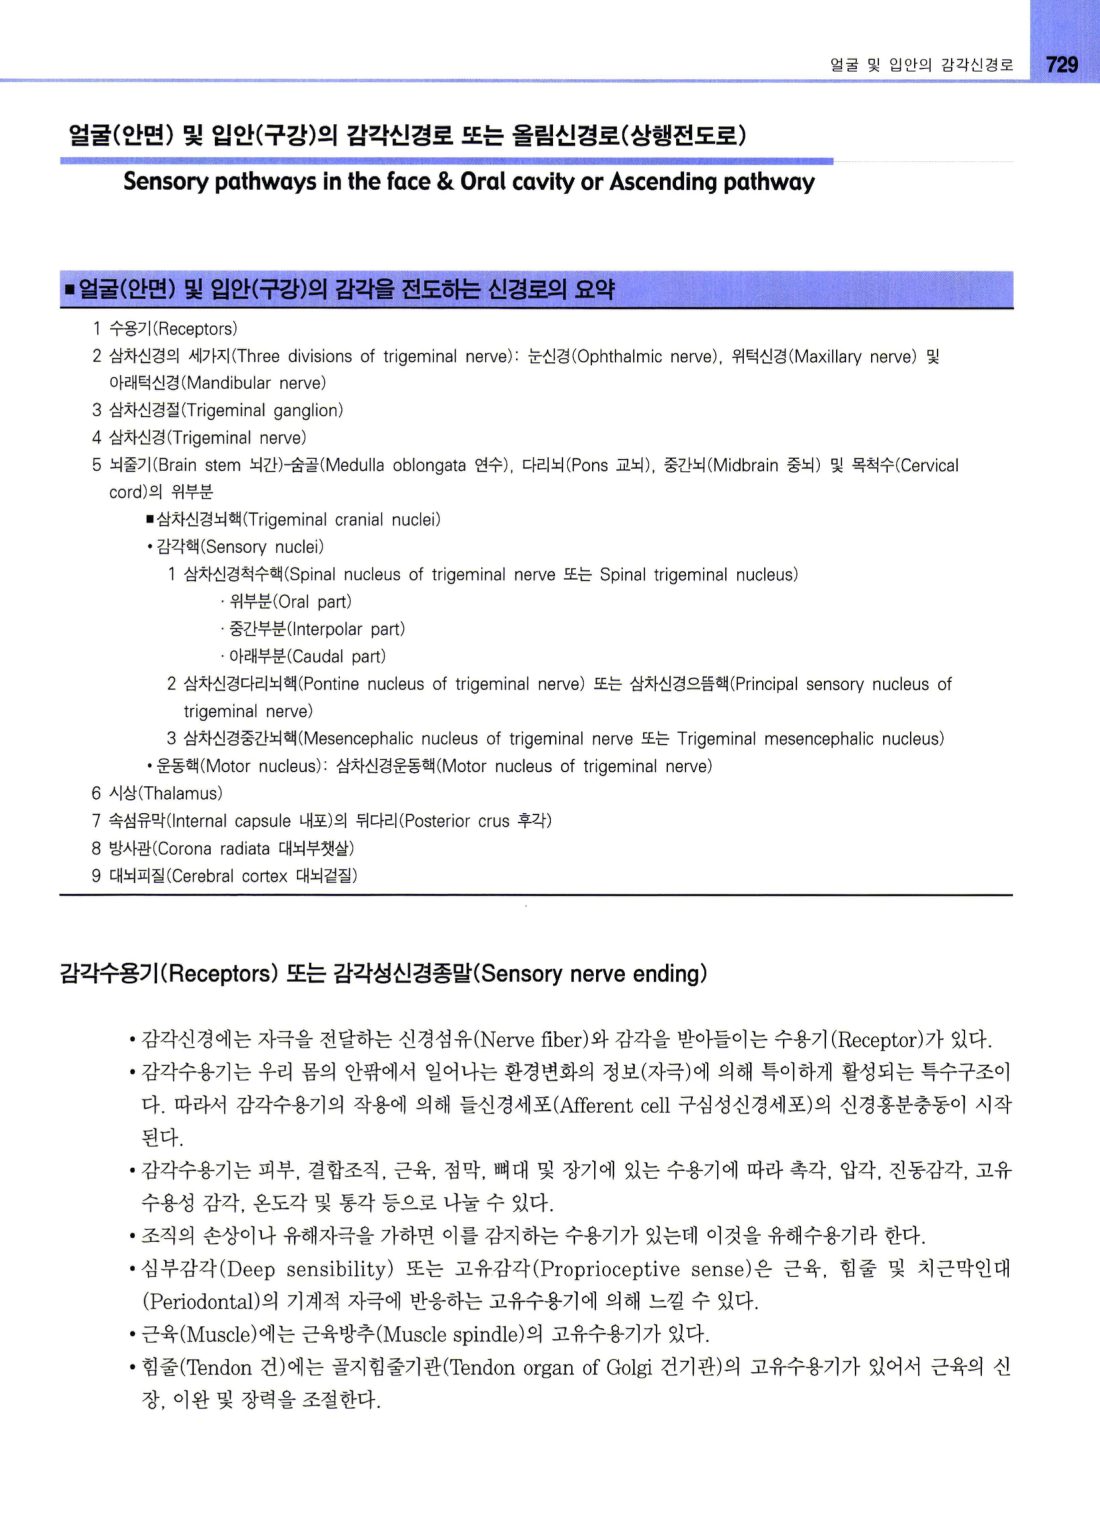 얼굴 및 입안의 감각신경로 729
얼굴(안면) 및 입안(구강)의 감각신경로 또는 올림신경로(상행전도로)
Sensory pathways in the face & Oral cavity or Ascending pathway
■얼굴(안면) 및 입안(구강)의 감각을 전도하는 신경로의 요약
1 수용기(Receptors)
2 삼차신경의 세가지(Three divisions of trigeminal nerve): 눈신경(Ophthalmic nerve), 위턱신경(Maxillary nerve) 및
아래턱신경(Mandibular nerve)
3 삼차신경절(Trigeminal ganglion)
4 삼차신경(Trigeminal nerve)
5 뇌줄기(Brain stem 뇌간)-숨골(Medulla oblongata 연수), 다리뇌(Pons 교뇌), 중간뇌(Midbrain 중뇌) 및 목척수(Cervical
cord)의 위부분
■삼차신경뇌핵(Trigeminal cranial nuclei)
•감각핵(Sensory nuclei)
1 삼차신경척수핵(Spinal nucleus of trigeminal nerve 또는 Spinal trigeminal nucleus)
· 위부분(Oral part)
· 중간부분(Interpolar part)
· 아래부분(Caudal part)
2 삼차신경다리뇌핵(Pontine nucleus of trigeminal nerve) 또는 삼차신경으뜸핵(Principal sensory nucleus of
trigeminal nerve)
3 삼차신경중간뇌핵(Mesencephalic nucleus of trigeminal nerve 또는 Trigeminal mesencephalic nucleus)
•운동핵(Motor nucleus): 삼차신경운동핵(Motor nucleus of trigeminal nerve)
6 시상(Thalamus)
7 속섬유막(Internal capsule 내포)의 뒤다리(Posterior crus 후각)
8 방사관(Corona radiata 대뇌부챗살)
9 대뇌피질(Cerebral cortex 대뇌겉질)
감각수용기(Receptors) 또는 감각성신경종말(Sensory nerve ending)
•감각신경에는 자극을 전달하는 신경섬유(Nerve fiber)와 감각을 받아들이는 수용기(Receptor)가 있다.
•감각수용기는 우리 몸의 안팎에서 일어나는 환경변화의 정보(자극)에 의해 특이하게 활성되는 특수구조이
다. 따라서 감각수용기의 작용에 의해 들신경세포(Afferent cell 구심성신경세포)의 신경흥분충동이 시작
된다.
•감각수용기는 피부, 결합조직, 근육, 점막, 뼈대 및 장기에 있는 수용기에 따라 촉각, 압각, 진동감각, 고유
수용성 감각, 온도각 및 통각 등으로 나눌 수 있다.
•조직의 손상이나 유해자극을 가하면 이를 감지하는 수용기가 있는데 이것을 유해수용기라 한다.
•심부감각(Deep sensibility) 또는 고유감각(Proprioceptive sense)은 근육, 힘줄 및 치근막인대
(Periodontal)의 기계적 자극에 반응하는 고유수용기에 의해 느낄 수 있다.
•근육(Muscle)에는 근육방추(Muscle spindle)의 고유수용기가 있다.
•힘줄(Tendon 건)에는 골지힘줄기관(Tendon organ of Golgi 건기관)의 고유수용기가 있어서 근육의 신
장, 이완 및 장력을 조절한다.